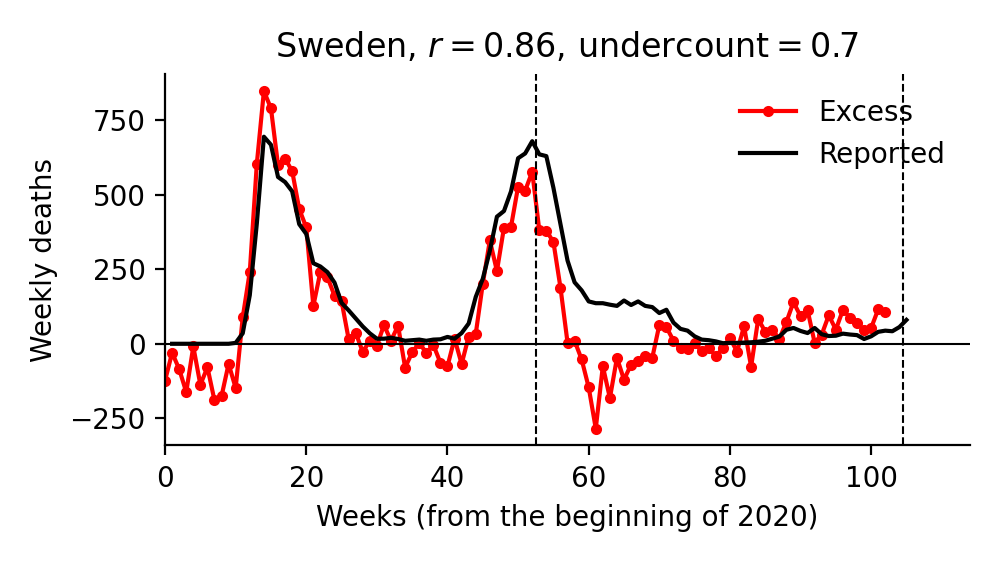 Sweden, r = 0.86, undercount = 0.7
Excess
Reported
Weekly deaths
750
500
250
0
−250
0 20 40 60 80 100
Weeks (from the beginning of 2020)